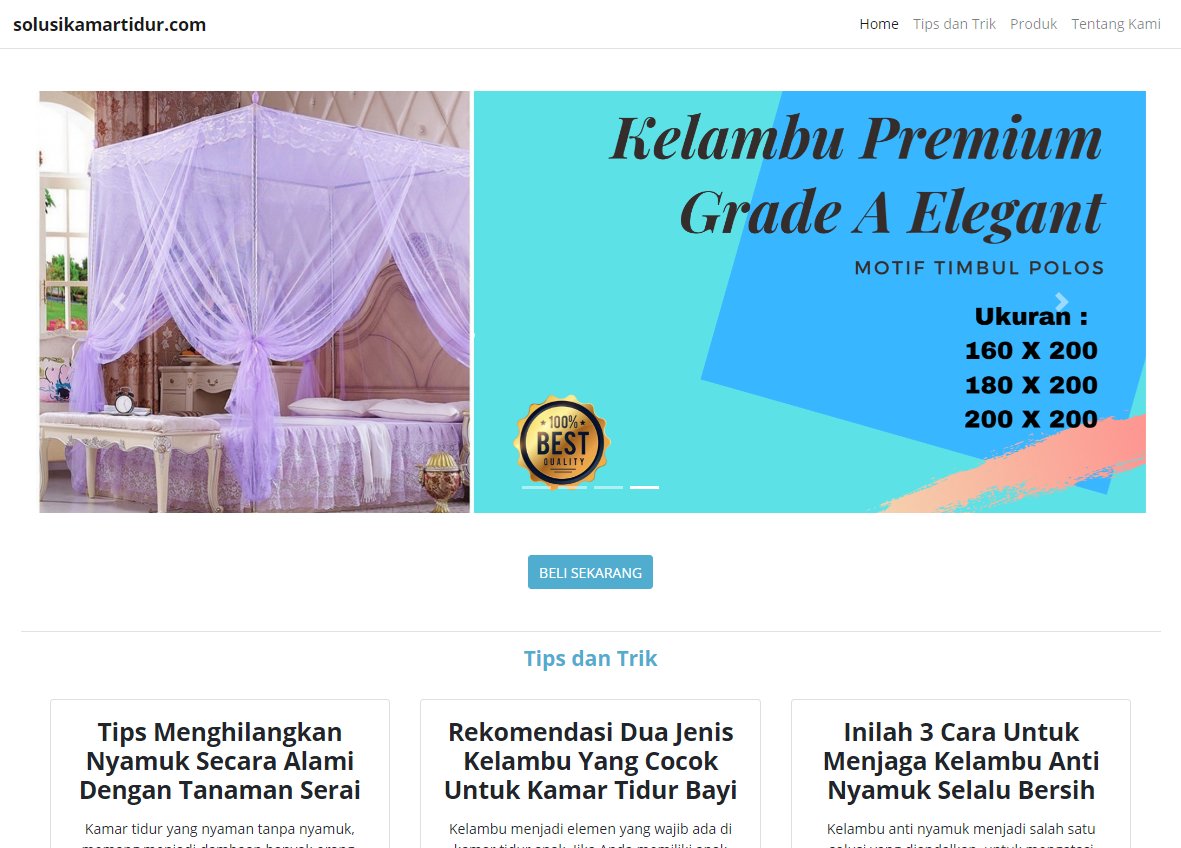 solusikamartidur.com
Home Tips dan Trik Produk Tentang Kami
Kelambu Premium
Grade A Elegant
MOTIF TIMBUL POLOS
Ukuran :
160 X 200
180 X 200
200 X 200
100%
BEST
QUALITY
BELI SEKARANG
Tips dan Trik
Tips Menghilangkan
Nyamuk Secara Alami
Dengan Tanaman Serai
Kamar tidur yang nyaman tanpa nyamuk,
Rekomendasi Dua Jenis
Kelambu Yang Cocok
Untuk Kamar Tidur Bayi
Kelambu menjadi elemen yang wajib ada di
Inilah 3 Cara Untuk
Menjaga Kelambu Anti
Nyamuk Selalu Bersih
Kelambu anti nyamuk menjadi salah satu